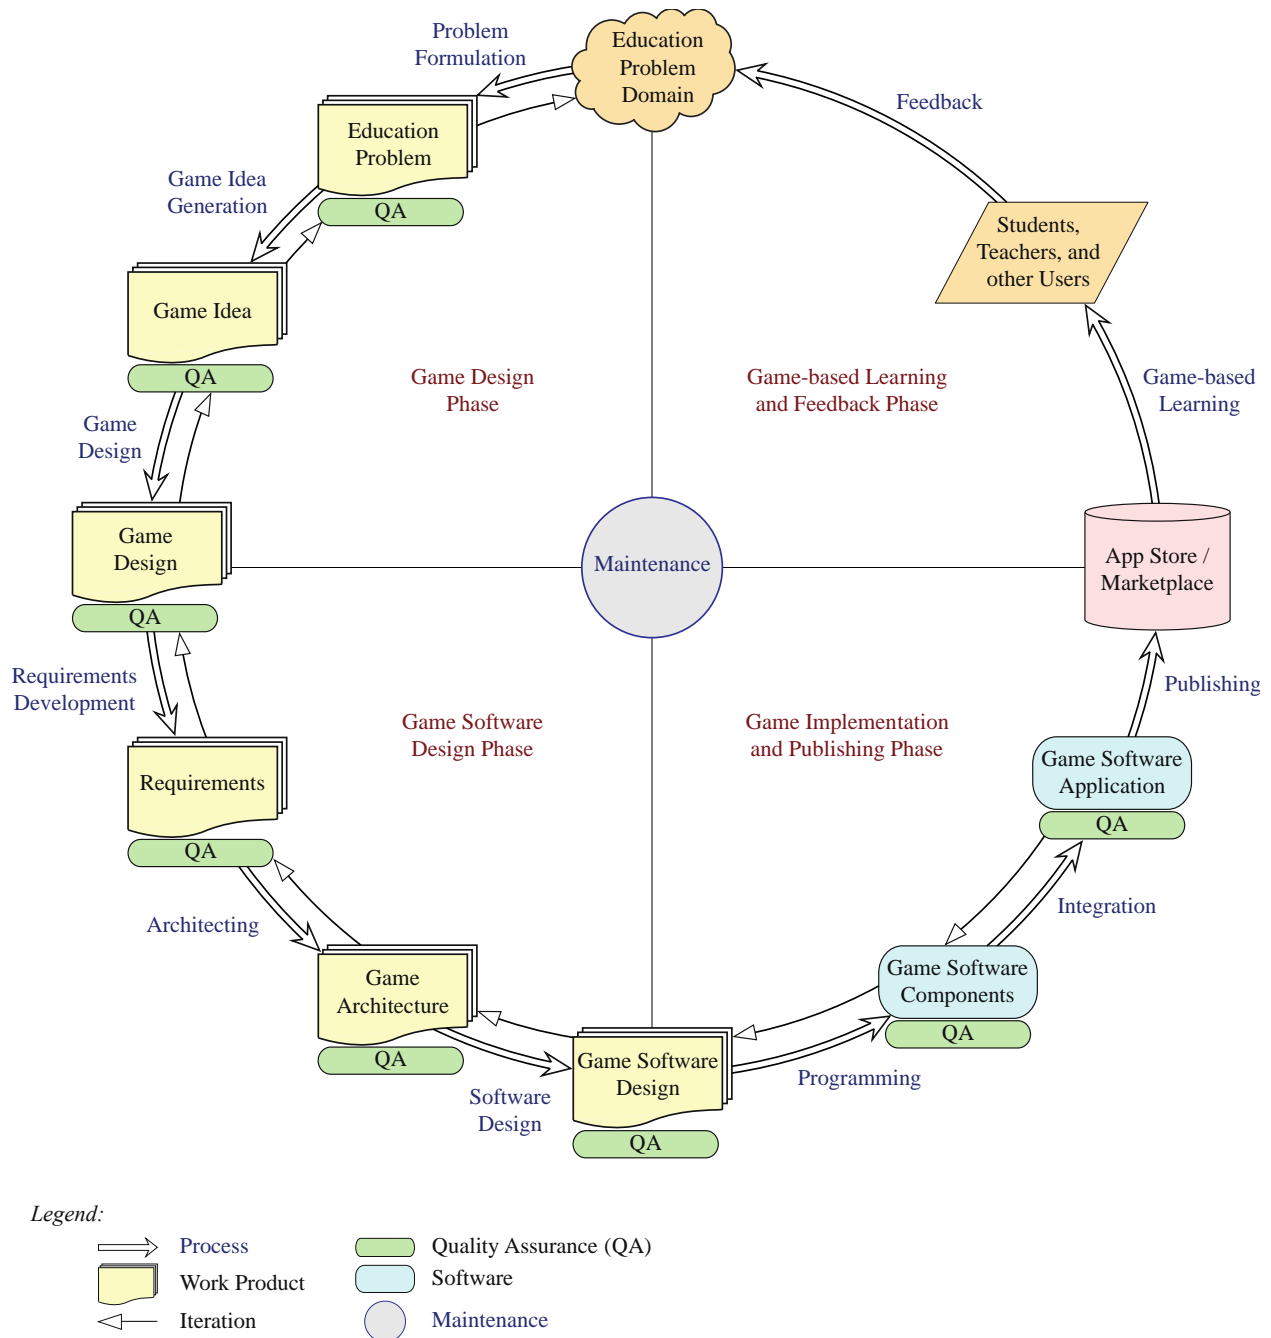 Problem
Formulation
Education
Problem
Domain
Feedback
Education
Problem
QA
Game Idea
Generation
Students,
Teachers, and
other Users
Game Idea
QA
Game Design
Phase
Game-based Learning
and Feedback Phase
Game-based
Learning
Game
Design
Game
Design
QA
Maintenance
App Store /
Marketplace
Requirements
Development
Game Software
Design Phase
Game Implementation
and Publishing Phase
Publishing
Requirements
QA
Game Software
Application
QA
Architecting
Integration
Game
Architecture
QA
Game Software
Components
QA
Software
Design
Game Software
Design
QA
Programming
Legend:
Process
Quality Assurance (QA)
Work Product
Software
Iteration
Maintenance